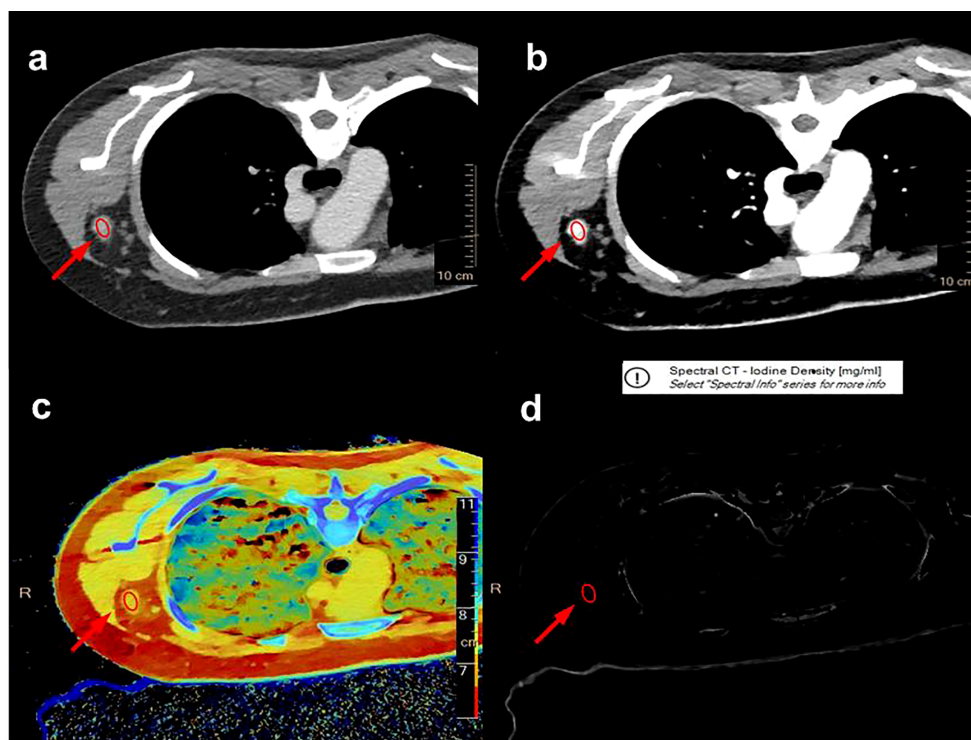 a
b
10 cm
10 cm
Spectral CT - Iodine Density [mg/ml]
Select "Spectral Info" series for more info
c
d
11
9
R
R
8
cm
7